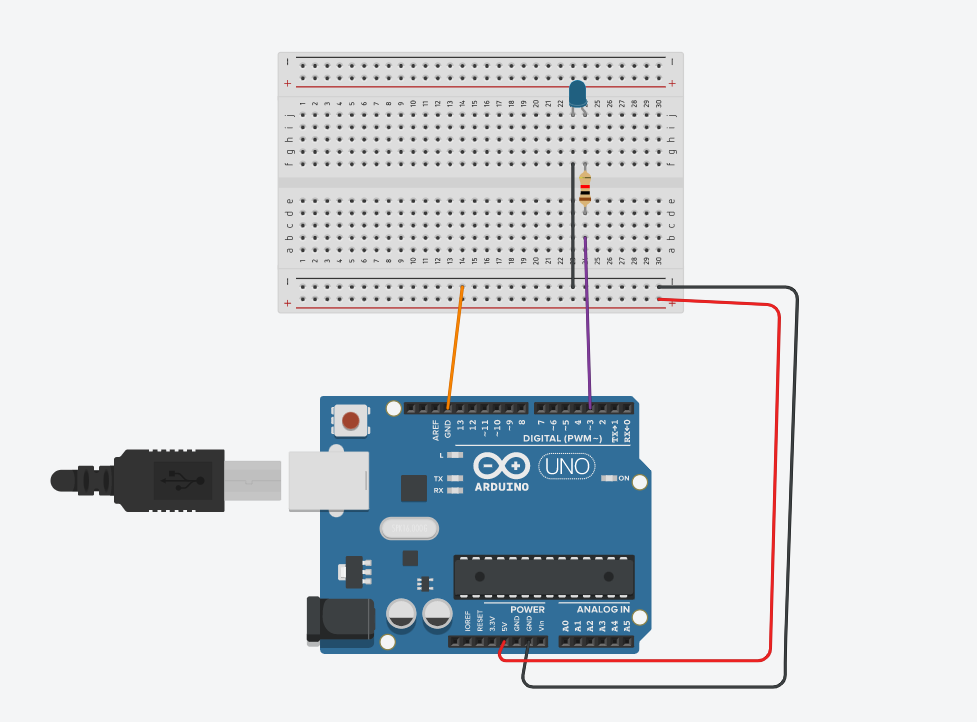 − −
+ +
1 2 3 4 5 6 7 8 9 10 11 12 13 14 15 16 17 18 19 20 21 22 25 26 27 28 29 30
j j
i i
h h
g g
f f
e e
d d
c c
b b
a a
1 2 3 4 5 6 7 8 9 10 11 12 13 14 15 16 17 18 19 20 21 22 25 26 27 28 29 30
− −
+ +
AREF GND 13 12 ~11 ~10 ~9 8 7 ~6 ~5 4 ~3 2 TX→1 RX←0
DIGITAL (PWM~)
L
TX
RX
ARDUINO
UNO
ON
POWER ANALOG IN
IOREF RESET 3.3V 5V GND GND Vin A0 A1 A2 A3 A4 A5